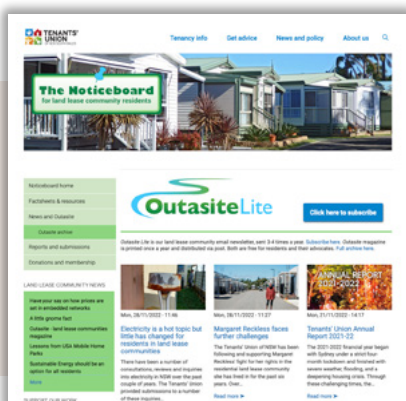 TENANTS'
UNION
Tenancy info
Get advice
News and policy
About us
The Noticeboard
for land lease community residents
Noticeboard home
Factsheets & resources
News and Outasite
Outasite archive
Reports and submissions
Donations and membership
OutasiteLite
Click here to subscribe
Outasite Lite is our land lease community email newsletter, sent 3-4 times a year. Subscribe here. Outasite magazine
is printed once a year and distributed via post. Both are free for residents and their advocates. Full archive here.
LAND LEASE COMMUNITY NEWS
Have your say on how prices are
set in embedded networks
A little gnome fact
Outasite - land lease communities
magazine
Lessons from USA Mobile Home
Parks
Sustainable Energy should be an
option for all residents
More
SUPPORT OUR WORK
Mon, 28/11/2022 - 11:46
Electricity is a hot topic but
little has changed for
residents in land lease
communities
There have been a number of
consultations, reviews and inquiries
into electricity in NSW over the past
couple of years. The Tenants' Union
provided submissions to a number
of these inquiries...
Mon, 28/11/2022 - 11:37
Margaret Reckless faces
further challenges
The Tenants' Union of NSW has been
following and supporting Margaret
Reckless' fight for her rights in the
residential land lease community
she has lived in for the past six
years. Over...
Read more
ANNUAL REPORT
2021-2022
Mon, 21/11/2022 - 14:17
Tenants' Union Annual
Report 2021-22
The 2021-2022 financial year began
with Sydney under a strict four-
month lockdown and finished with
severe weather, flooding, and a
deepening housing crisis. Through
these challenging times, the...
Read more